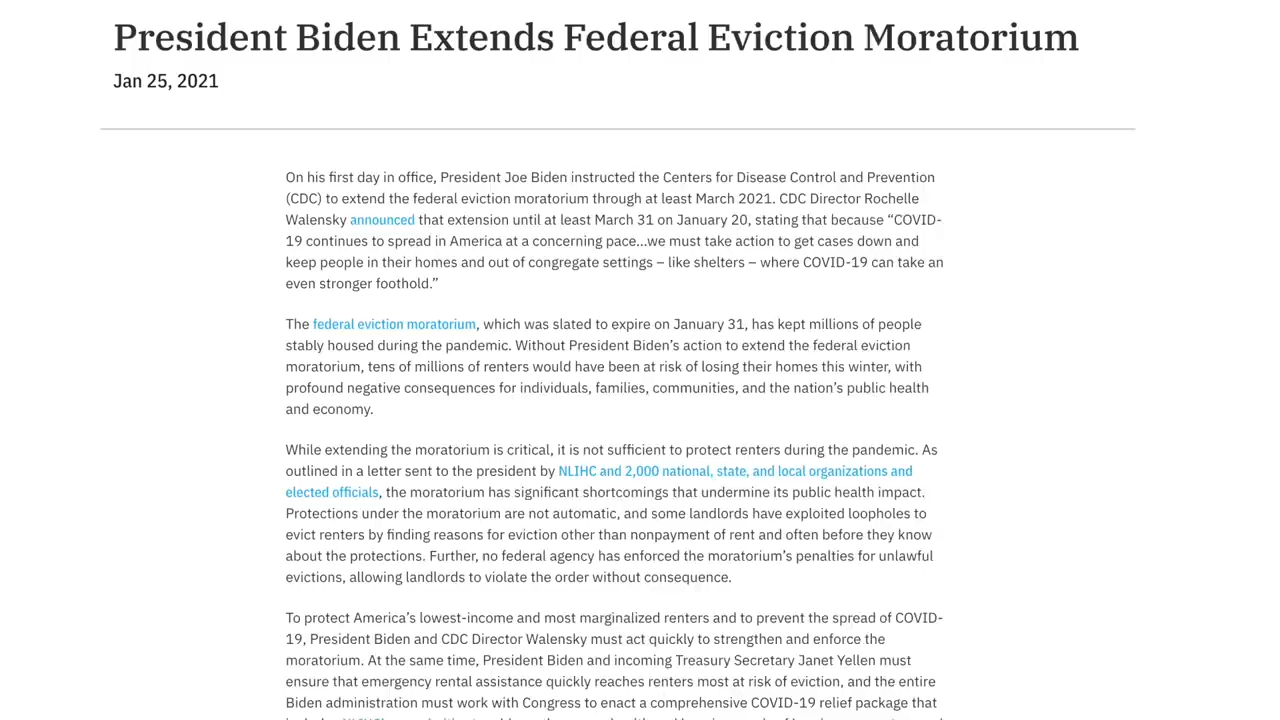 President Biden Extends Federal Eviction Moratorium
Jan 25, 2021
On his first day in office, President Joe Biden instructed the Centers for Disease Control and Prevention
(CDC) to extend the federal eviction moratorium through at least March 2021. CDC Director Rochelle
Walensky announced that extension until at least March 31 on January 20, stating that because “COVID-
19 continues to spread in America at a concerning pace…we must take action to get cases down and
keep people in their homes and out of congregate settings – like shelters – where COVID-19 can take an
even stronger foothold.”
The federal eviction moratorium, which was slated to expire on January 31, has kept millions of people
stably housed during the pandemic. Without President Biden’s action to extend the federal eviction
moratorium, tens of millions of renters would have been at risk of losing their homes this winter, with
profound negative consequences for individuals, families, communities, and the nation’s public health
and economy.
While extending the moratorium is critical, it is not sufficient to protect renters during the pandemic. As
outlined in a letter sent to the president by NLIHC and 2,000 national, state, and local organizations and
elected officials, the moratorium has significant shortcomings that undermine its public health impact.
Protections under the moratorium are not automatic, and some landlords have exploited loopholes to
evict renters by finding reasons for eviction other than nonpayment of rent and often before they know
about the protections. Further, no federal agency has enforced the moratorium’s penalties for unlawful
evictions, allowing landlords to violate the order without consequence.
To protect America’s lowest-income and most marginalized renters and to prevent the spread of COVID-
19, President Biden and CDC Director Walensky must act quickly to strengthen and enforce the
moratorium. At the same time, President Biden and incoming Treasury Secretary Janet Yellen must
ensure that emergency rental assistance quickly reaches renters most at risk of eviction, and the entire
Biden administration must work with Congress to enact a comprehensive COVID-19 relief package that